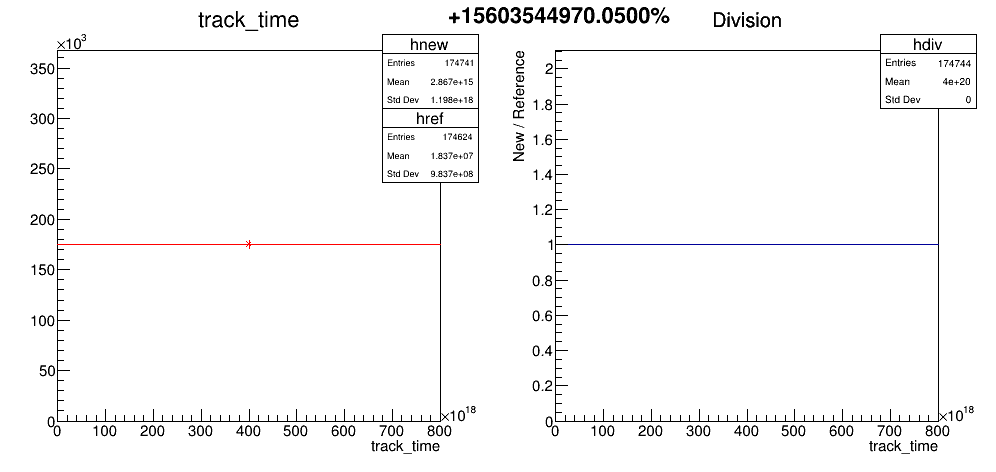 track_time
+15603544970.0500%
Division
×10³
hnew
Entries 174741
Mean 2.867e+15
Std Dev 1.198e+18
href
Entries 174624
Mean 1.837e+07
Std Dev 9.837e+08
350
300
250
200
150
100
50
0
0 100 200 300 400 500 600 700 800
×10¹⁸
track_time
hdiv
Entries 174744
Mean 4e+20
Std Dev 0
New / Reference
2
1.8
1.6
1.4
1.2
1
0.8
0.6
0.4
0.2
0
0 100 200 300 400 500 600 700 800
×10¹⁸
track_time